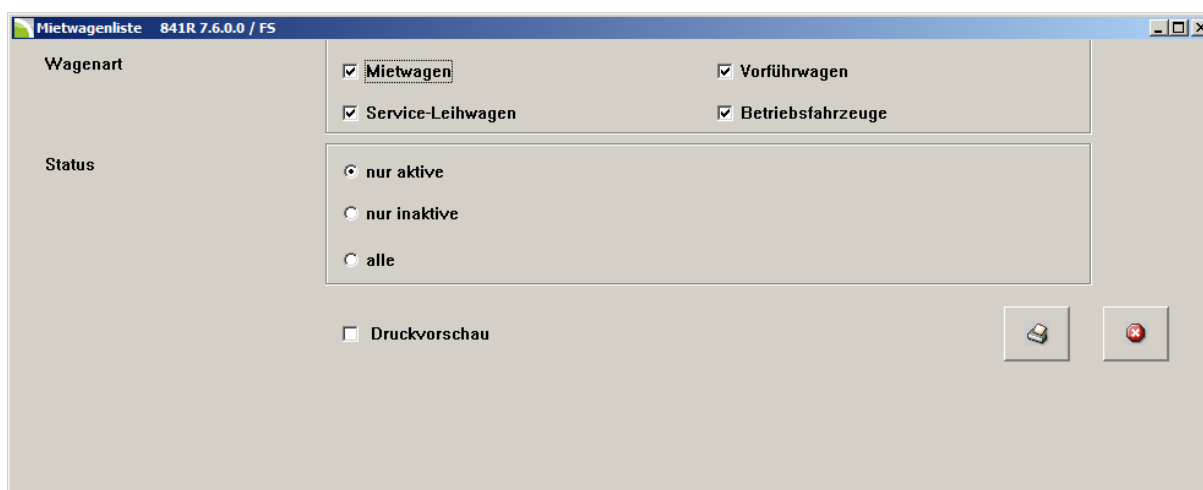 Mietwagenliste 841R 7.6.0.0 / FS
Wagenart
Mietwagen Vorführwagen
Service-Leihwagen Betriebsfahrzeuge
Status
nur aktive
nur inaktive
alle
Druckvorschau